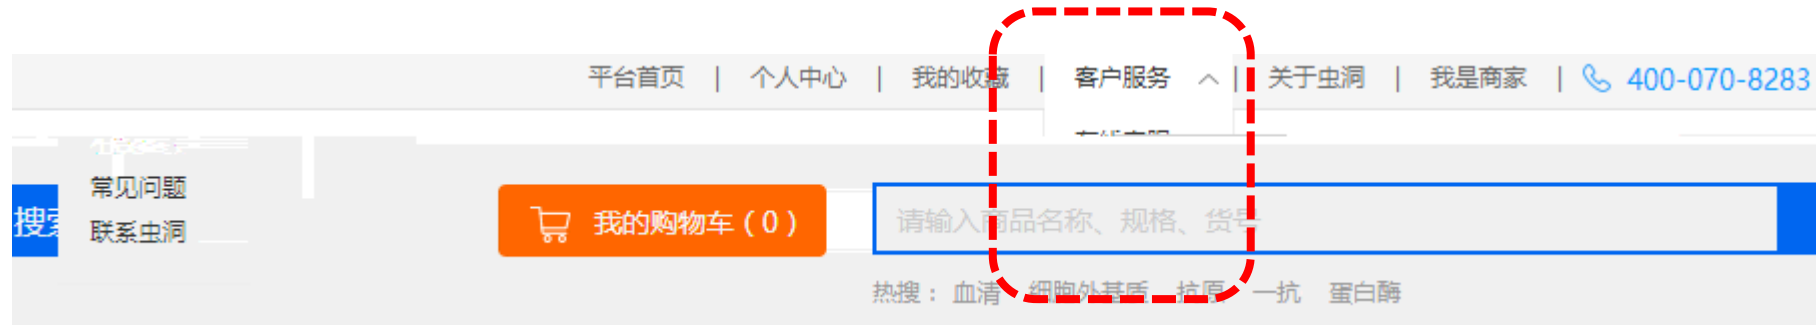 平台首页 | 个人中心 | 我的收藏 | 客户服务 | 关于虫洞 | 我是商家 | 400-070-8283
常见问题
搜
联系虫洞
我的购物车(0)
请输入商品名称、规格、货号
热搜：血清 细胞外基质 抗原 一抗 蛋白酶